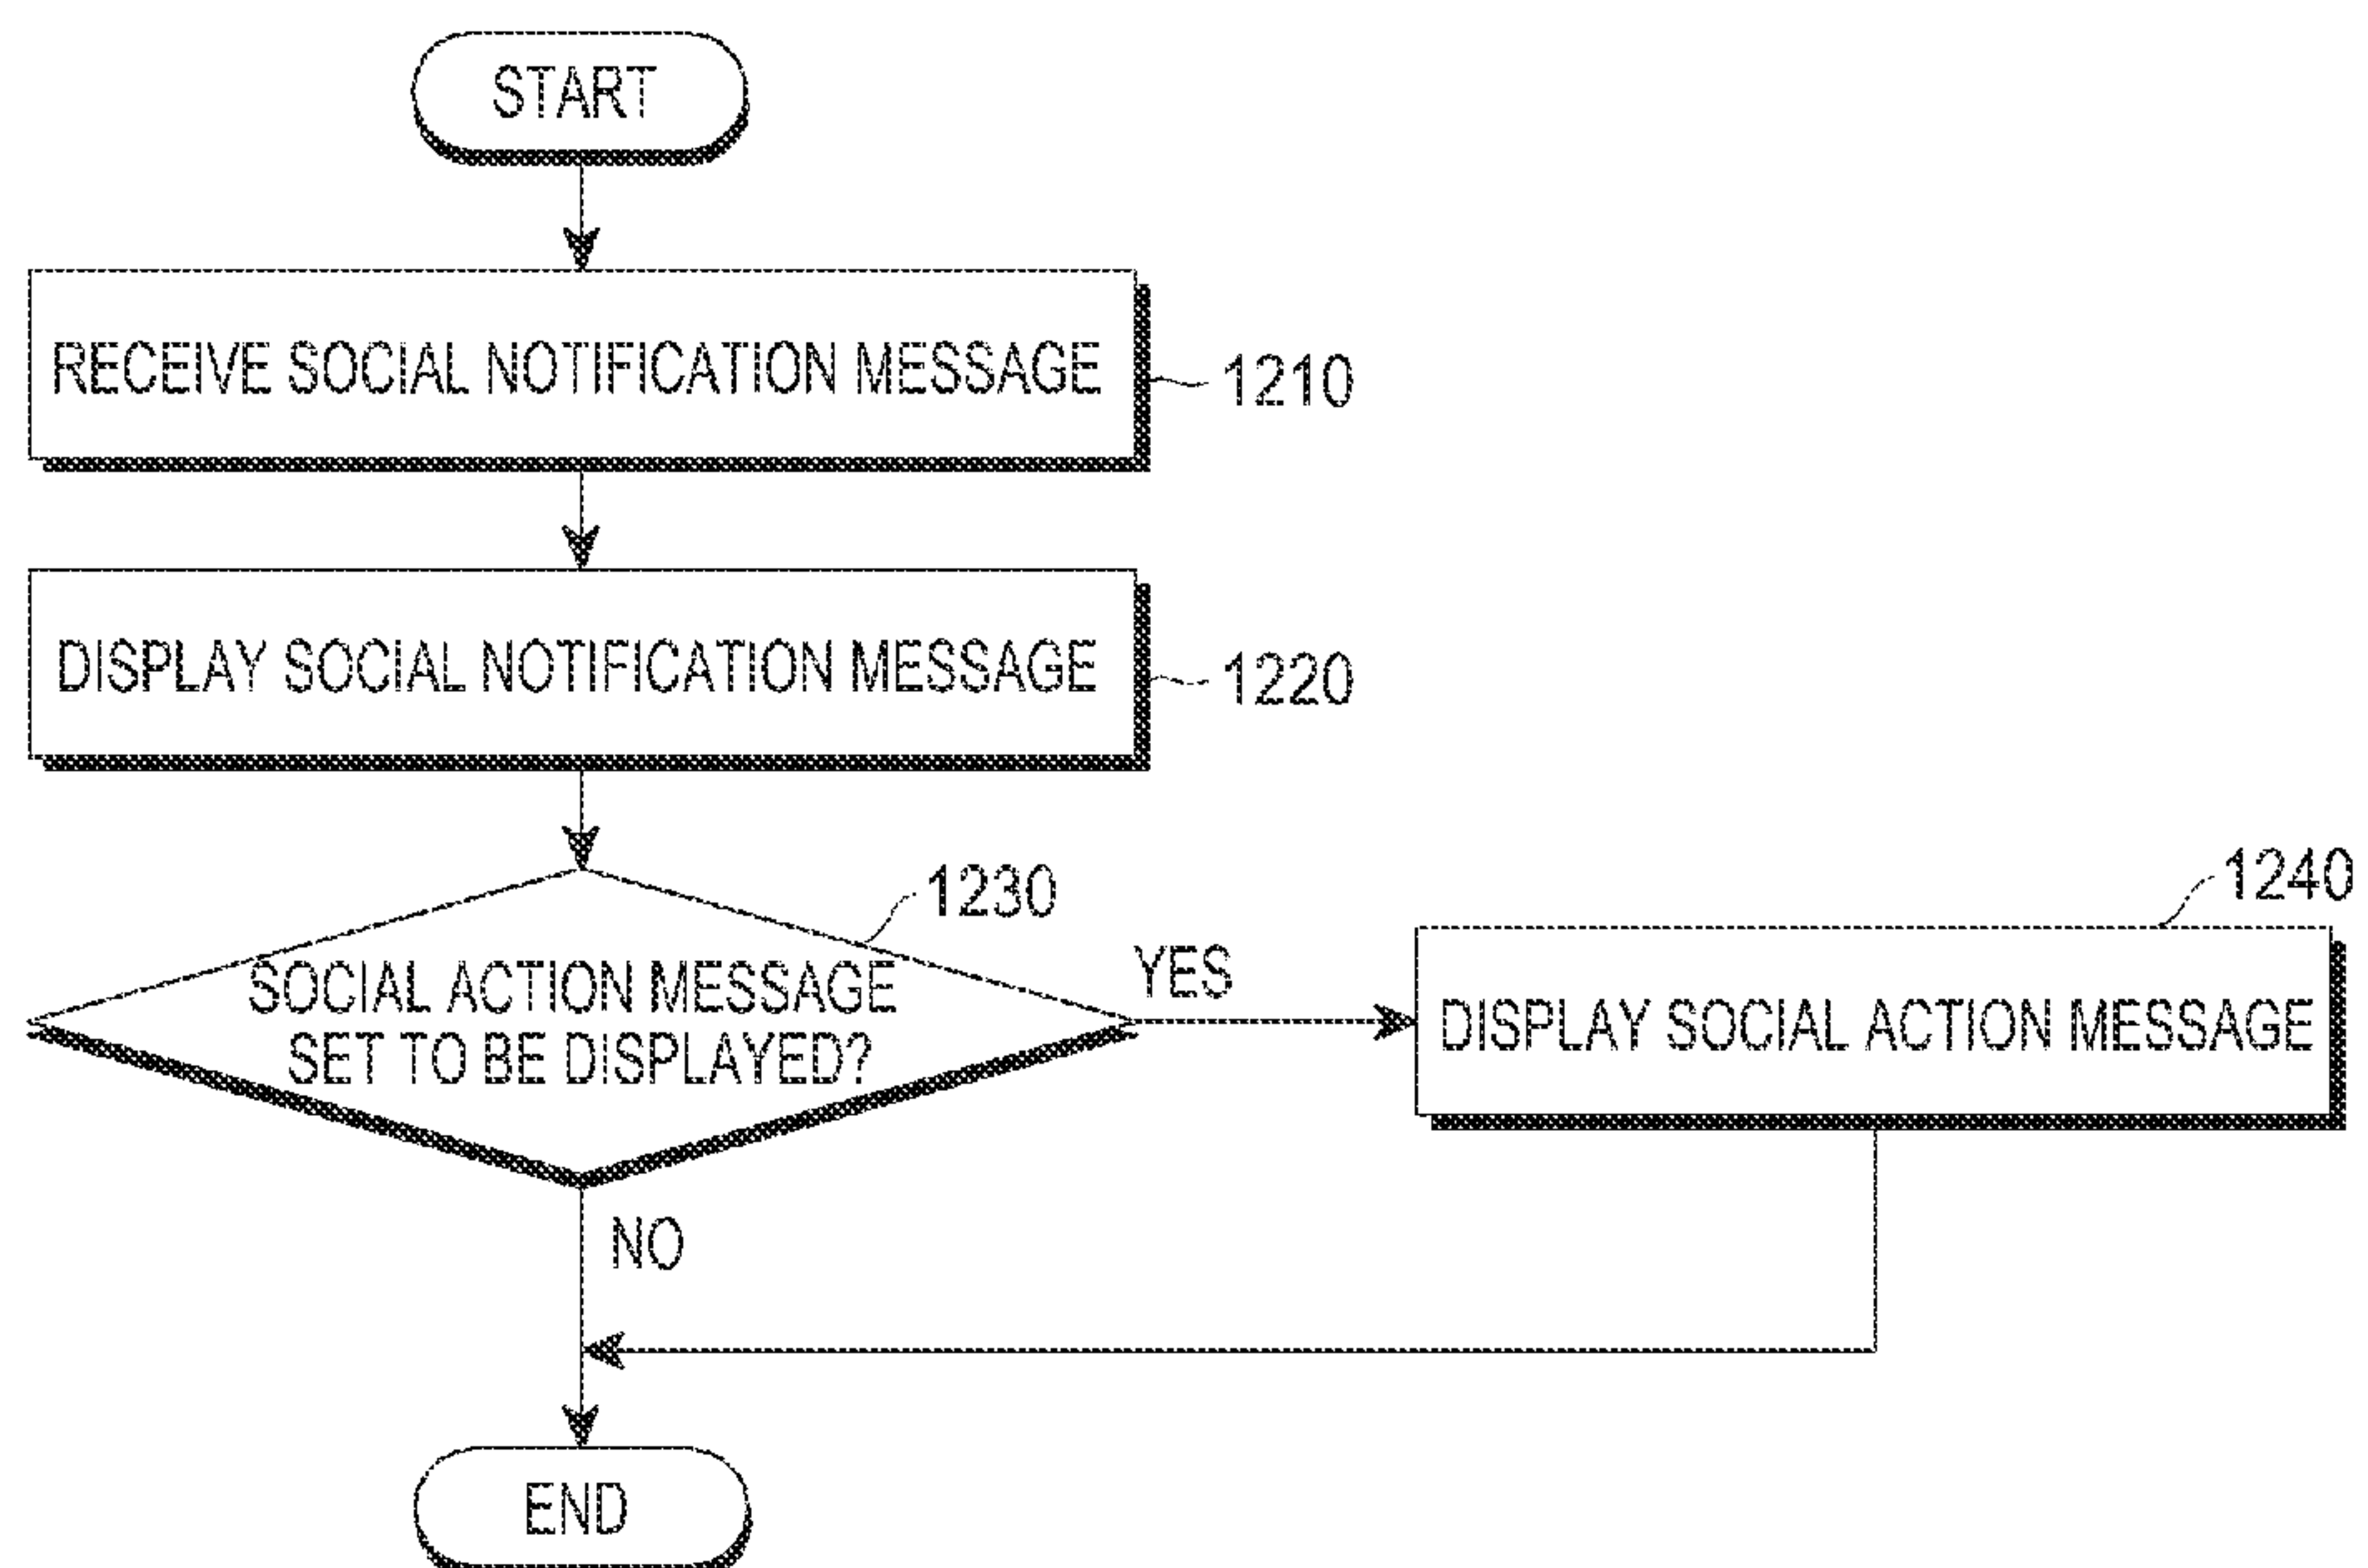 START
RECEIVE SOCIAL NOTIFICATION MESSAGE
1210
DISPLAY SOCIAL NOTIFICATION MESSAGE
1220
1230
SOCIAL ACTION MESSAGE
SET TO BE DISPLAYED?
YES
1240
DISPLAY SOCIAL ACTION MESSAGE
NO
END